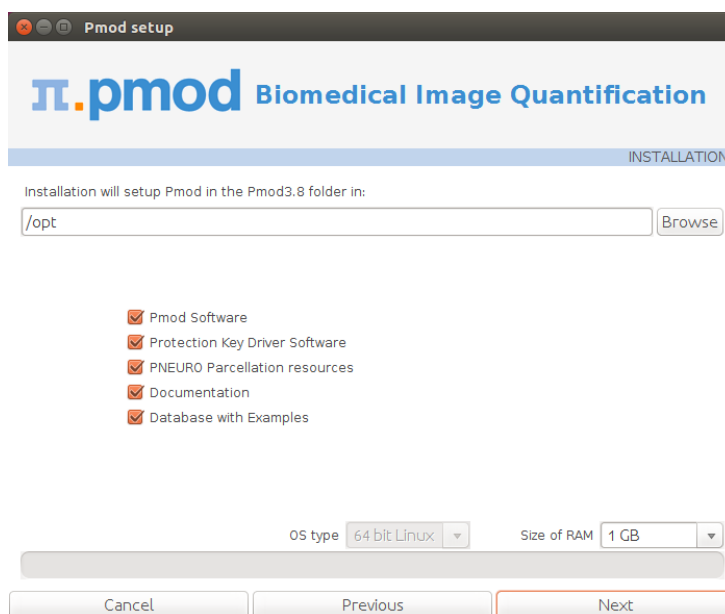 Pmod setup
π.pmod Biomedical Image Quantification
INSTALLATION
Installation will setup Pmod in the Pmod3.8 folder in:
/opt Browse
Pmod Software
Protection Key Driver Software
PNEURO Parcellation resources
Documentation
Database with Examples
OS type 64 bit Linux Size of RAM 1 GB
Cancel Previous Next